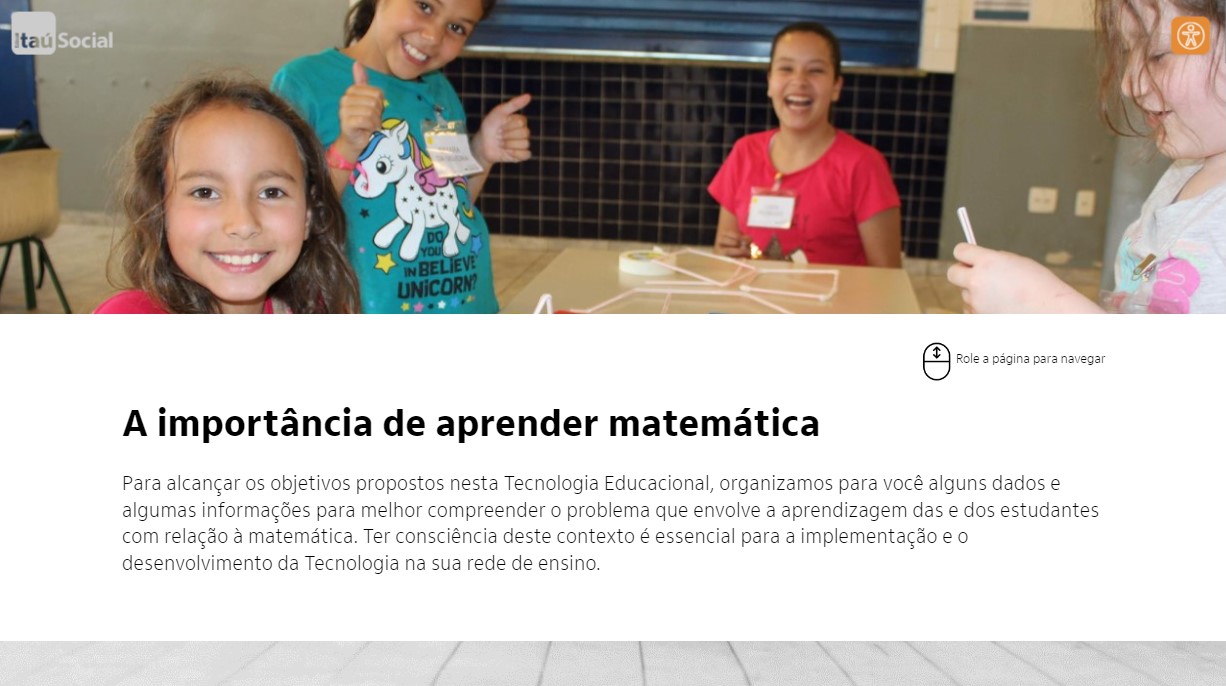 Itaú Social
DO
YOU
IN BELIEVE
UNiCORN?
Role a página para navegar
A importância de aprender matemática
Para alcançar os objetivos propostos nesta Tecnologia Educacional, organizamos para você alguns dados e
algumas informações para melhor compreender o problema que envolve a aprendizagem das e dos estudantes
com relação à matemática. Ter consciência deste contexto é essencial para a implementação e o
desenvolvimento da Tecnologia na sua rede de ensino.